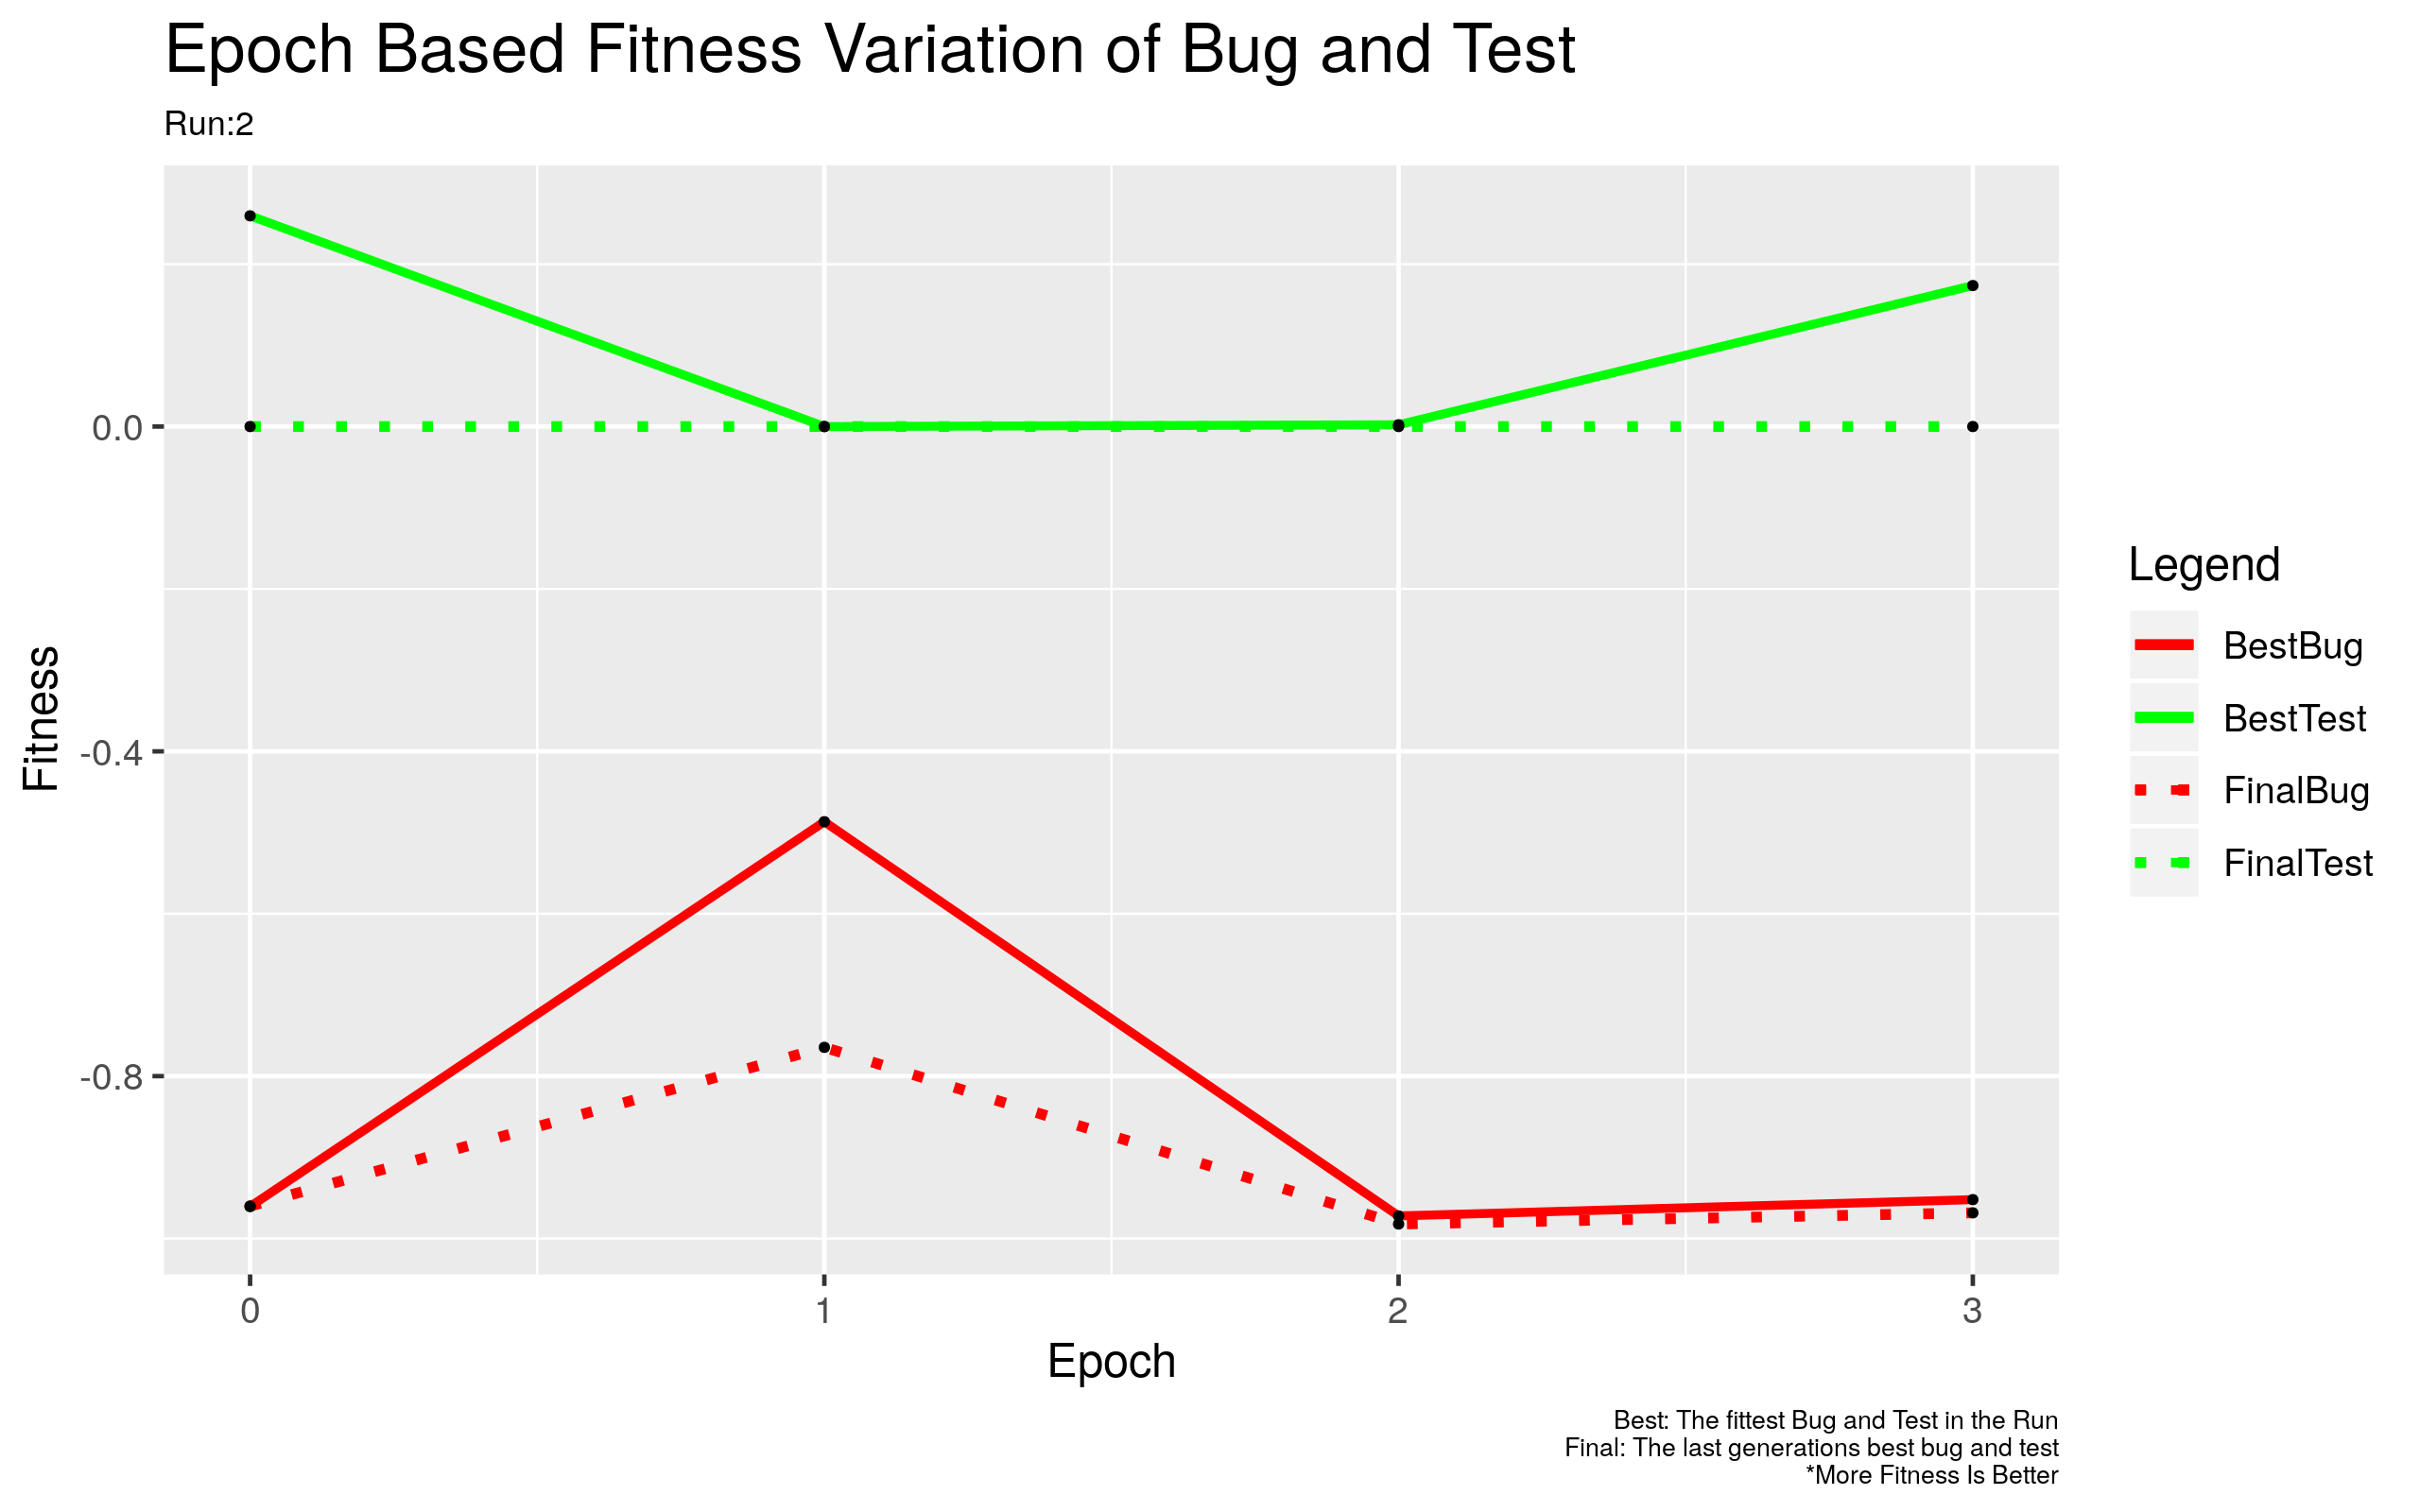 Epoch Based Fitness Variation of Bug and Test
Run:2
Fitness
0.0
-0.4
-0.8
0 1 2 3
Epoch
Legend
BestBug
BestTest
FinalBug
FinalTest
Best: The fittest Bug and Test in the Run
Final: The last generations best bug and test
*More Fitness Is Better